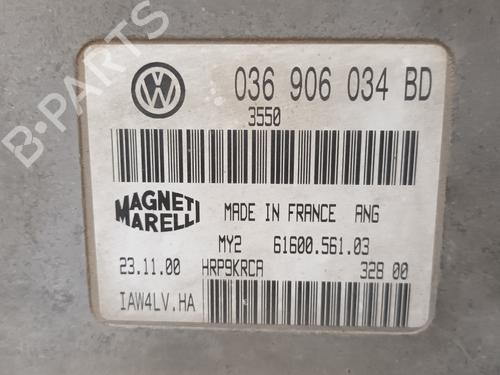 036 906 034 BD
3550
MAGNETI
MARELLI
MADE IN FRANCE ANG
MY2 61600.561.03
23.11.00 HRP9KRCA 328 00
IAW4LV.HA
B-PARTS